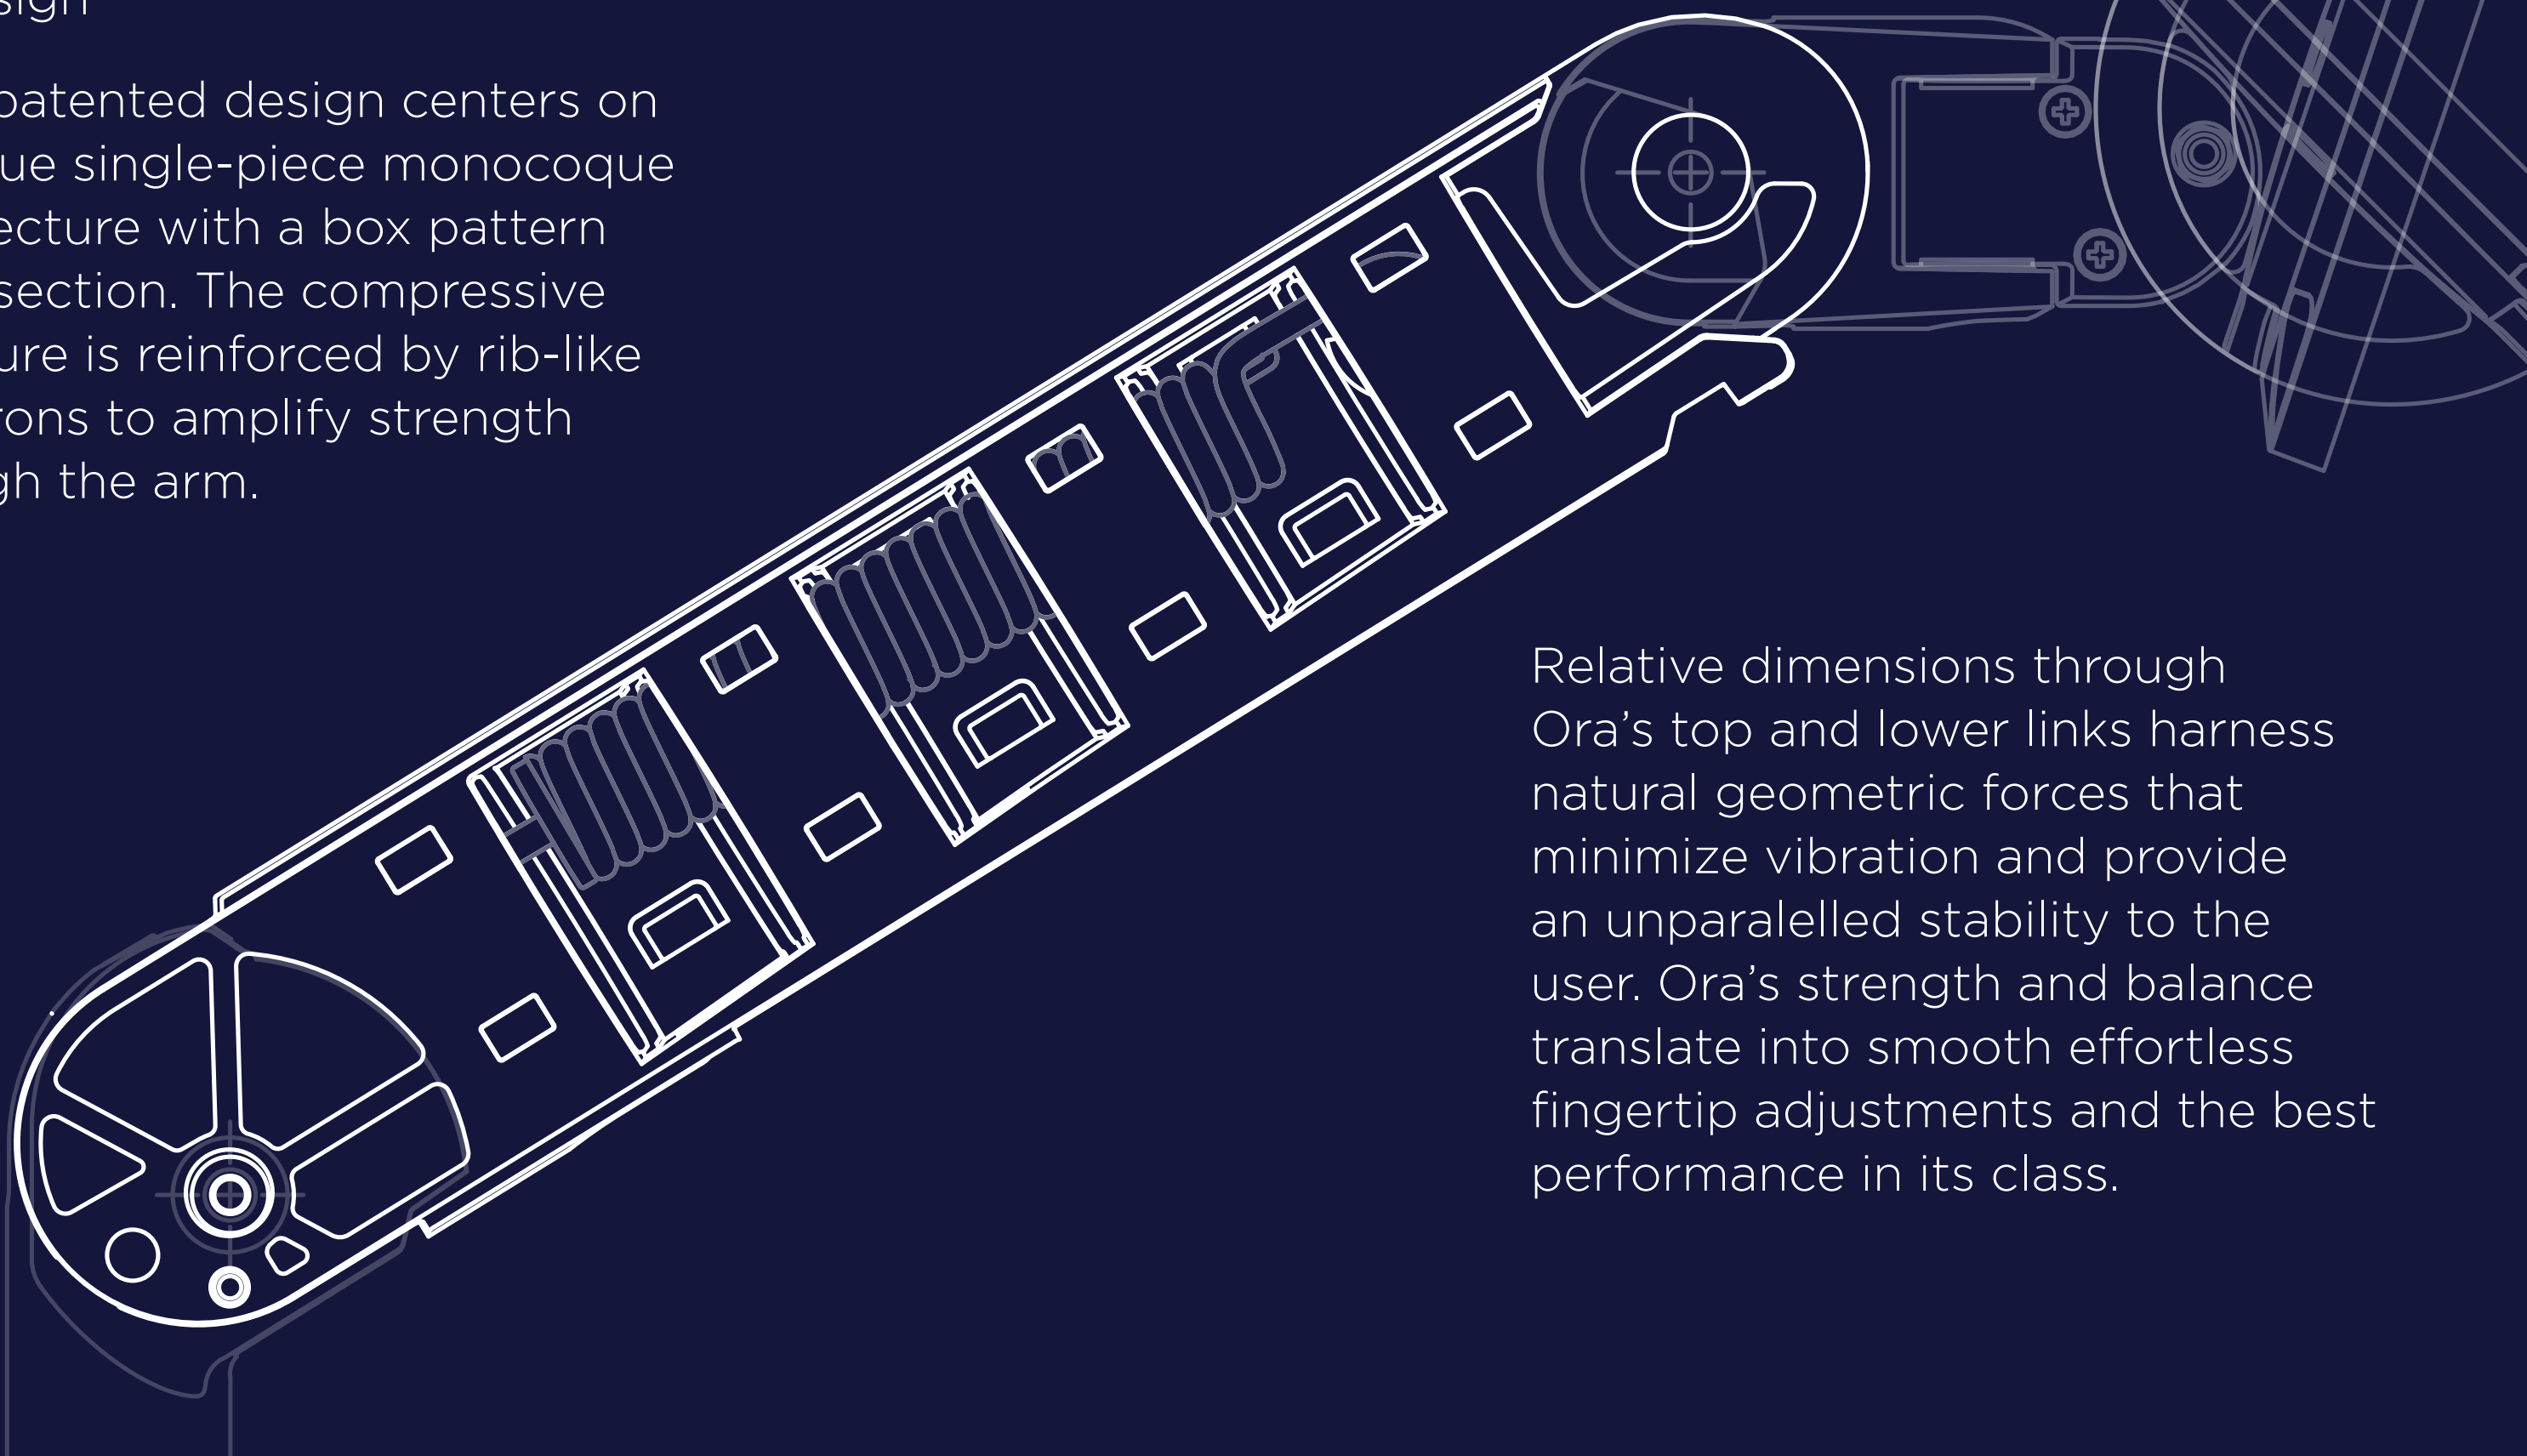 sign
patented design centers on
ue single-piece monocoque
ecture with a box pattern
section. The compressive
ure is reinforced by rib-like
rons to amplify strength
gh the arm.
Relative dimensions through
Ora’s top and lower links harness
natural geometric forces that
minimize vibration and provide
an unparalelled stability to the
user. Ora’s strength and balance
translate into smooth effortless
fingertip adjustments and the best
performance in its class.